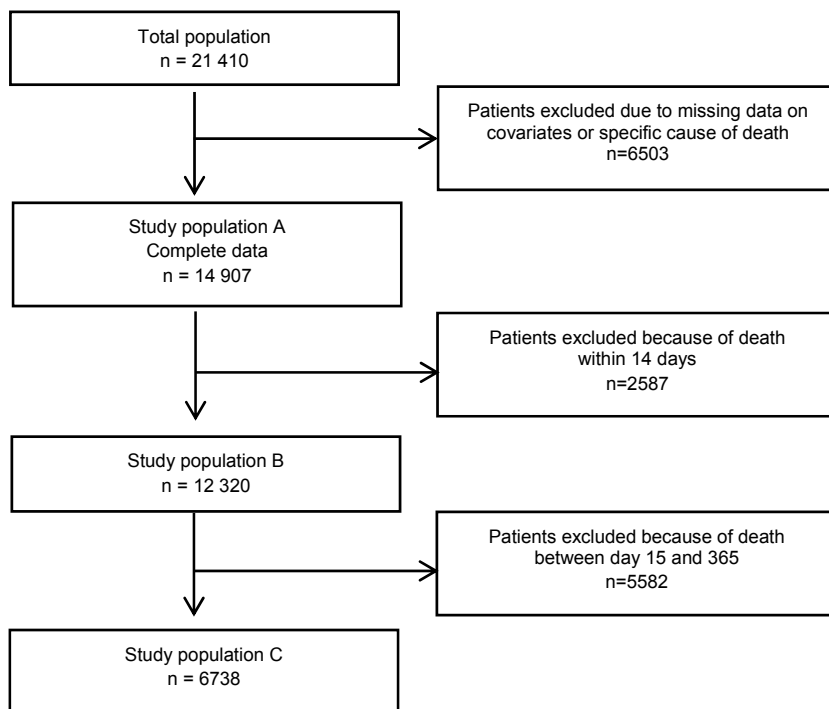 Total population
n = 21 410
Patients excluded due to missing data on
covariates or specific cause of death
n=6503
Study population A
Complete data
n = 14 907
Patients excluded because of death
within 14 days
n=2587
Study population B
n = 12 320
Patients excluded because of death
between day 15 and 365
n=5582
Study population C
n = 6738